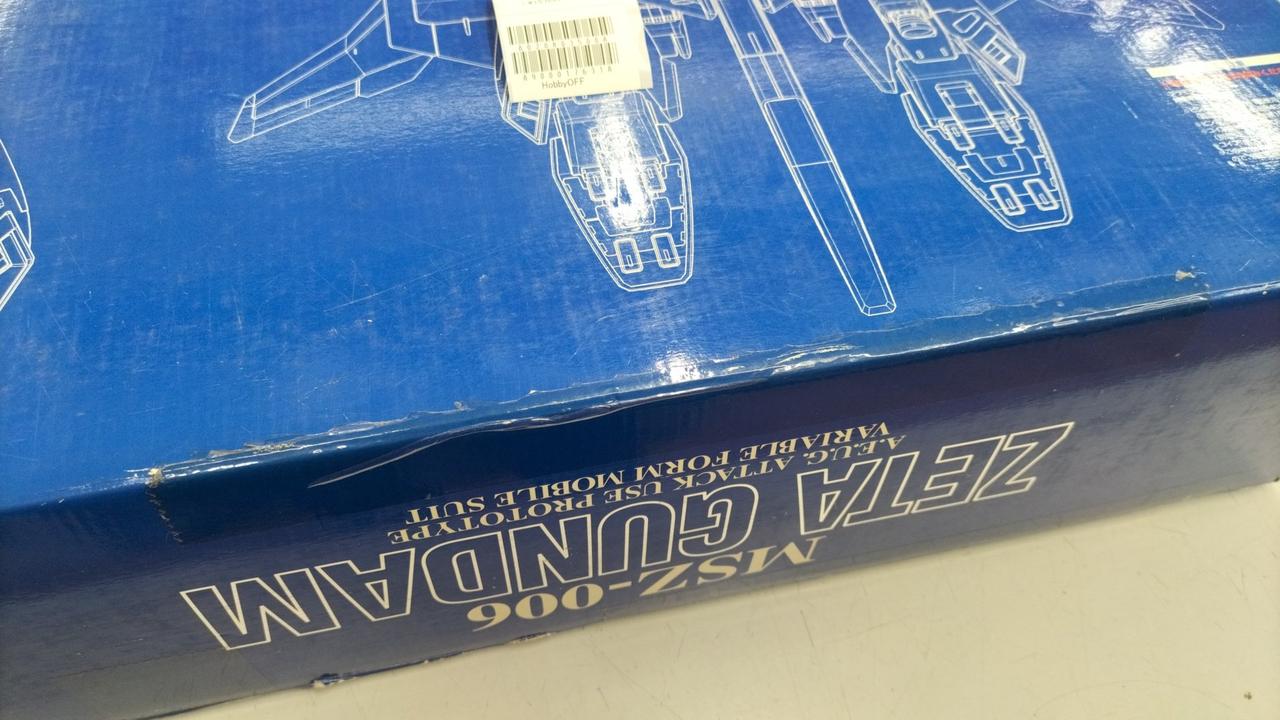 HobbyOFF
MSZ-006
ZETA GUNDAM
A.E.U.G. ATTACK USE PROTOTYPE
VARIABLE FORM MOBILE SUIT